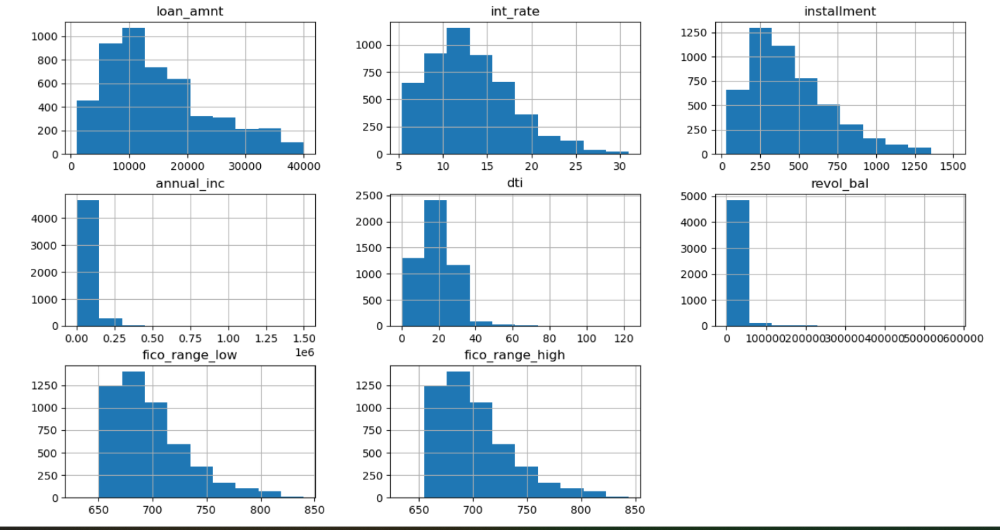 loan_amnt
1000
800
600
400
200
0
0 10000 20000 30000 40000
int_rate
1000
750
500
250
0
5 10 15 20 25 30
installment
1250
1000
750
500
250
0
0 250 500 750 1000 1250 1500
annual_inc
4000
3000
2000
1000
0
0.00 0.25 0.50 0.75 1.00 1.25 1.50
1e6
dti
2500
2000
1500
1000
500
0
0 20 40 60 80 100 120
revol_bal
5000
4000
3000
2000
1000
0
0 100000 200000 300000 400000 500000 600000
fico_range_low
1250
1000
750
500
250
0
650 700 750 800 850
fico_range_high
1250
1000
750
500
250
0
650 700 750 800 850